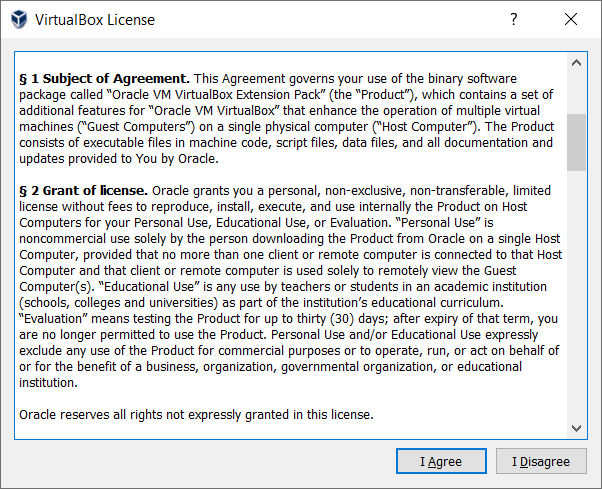 VirtualBox License
§ 1 Subject of Agreement. This Agreement governs your use of the binary software
package called “Oracle VM VirtualBox Extension Pack” (the “Product”), which contains a set of
additional features for “Oracle VM VirtualBox” that enhance the operation of multiple virtual
machines (“Guest Computers”) on a single physical computer (“Host Computer”). The Product
consists of executable files in machine code, script files, data files, and all documentation and
updates provided to You by Oracle.
§ 2 Grant of license. Oracle grants you a personal, non-exclusive, non-transferable, limited
license without fees to reproduce, install, execute, and use internally the Product on Host
Computers for your Personal Use, Educational Use, or Evaluation. “Personal Use” is
noncommercial use solely by the person downloading the Product from Oracle on a single Host
Computer, provided that no more than one client or remote computer is connected to that Host
Computer and that client or remote computer is used solely to remotely view the Guest
Computer(s). “Educational Use” is any use by teachers or students in an academic institution
(schools, colleges and universities) as part of the institution’s educational curriculum.
“Evaluation” means testing the Product for up to thirty (30) days; after expiry of that term, you
are no longer permitted to use the Product. Personal Use and/or Educational Use expressly
exclude any use of the Product for commercial purposes or to operate, run, or act on behalf of
or for the benefit of a business, organization, governmental organization, or educational
institution.
Oracle reserves all rights not expressly granted in this license.
I Agree
I Disagree